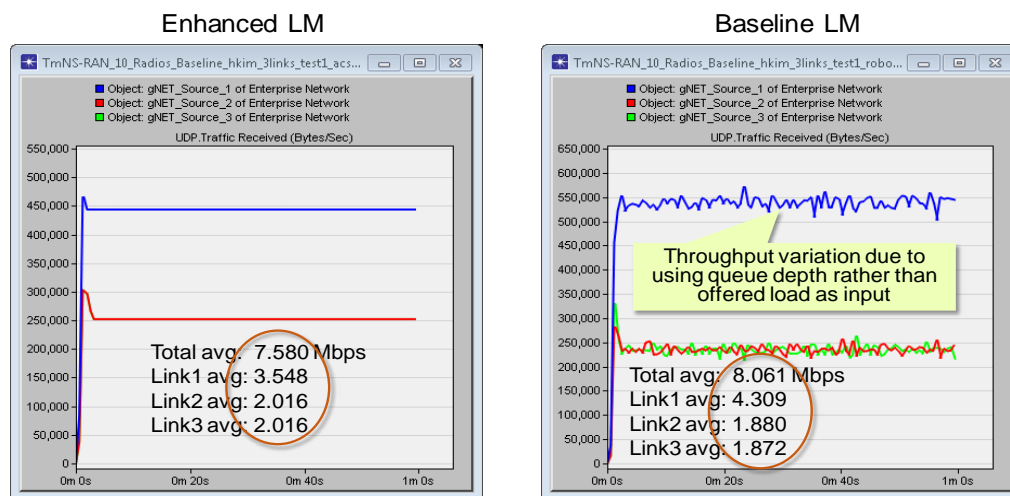 Enhanced LM
TmNS-RAN_10_Radios_Baseline_hkim_3links_test1_acs...
Object: gNET_Source_1 of Enterprise Network
Object: gNET_Source_2 of Enterprise Network
Object: gNET_Source_3 of Enterprise Network
UDP.Traffic Received (Bytes/Sec)
550,000
500,000
450,000
400,000
350,000
300,000
250,000
200,000
150,000
100,000
50,000
0
Total avg: 7.580 Mbps
Link1 avg: 3.548
Link2 avg: 2.016
Link3 avg: 2.016
0m 0s 0m 20s 0m 40s 1m 0s
Baseline LM
TmNS-RAN_10_Radios_Baseline_hkim_3links_test1_robo...
Object: gNET_Source_1 of Enterprise Network
Object: gNET_Source_2 of Enterprise Network
Object: gNET_Source_3 of Enterprise Network
UDP.Traffic Received (Bytes/Sec)
650,000
600,000
550,000
500,000
450,000
400,000
350,000
300,000
250,000
200,000
150,000
100,000
50,000
0
Throughput variation due to
using queue depth rather than
offered load as input
Total avg: 8.061 Mbps
Link1 avg: 4.309
Link2 avg: 1.880
Link3 avg: 1.872
0m 0s 0m 20s 0m 40s 1m 0s